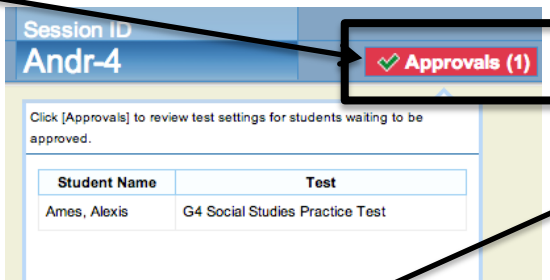 Session ID
Andr-4
Approvals (1)
Click [Approvals] to review test settings for students waiting to be
approved.
Student Name Test
Ames, Alexis G4 Social Studies Practice Test